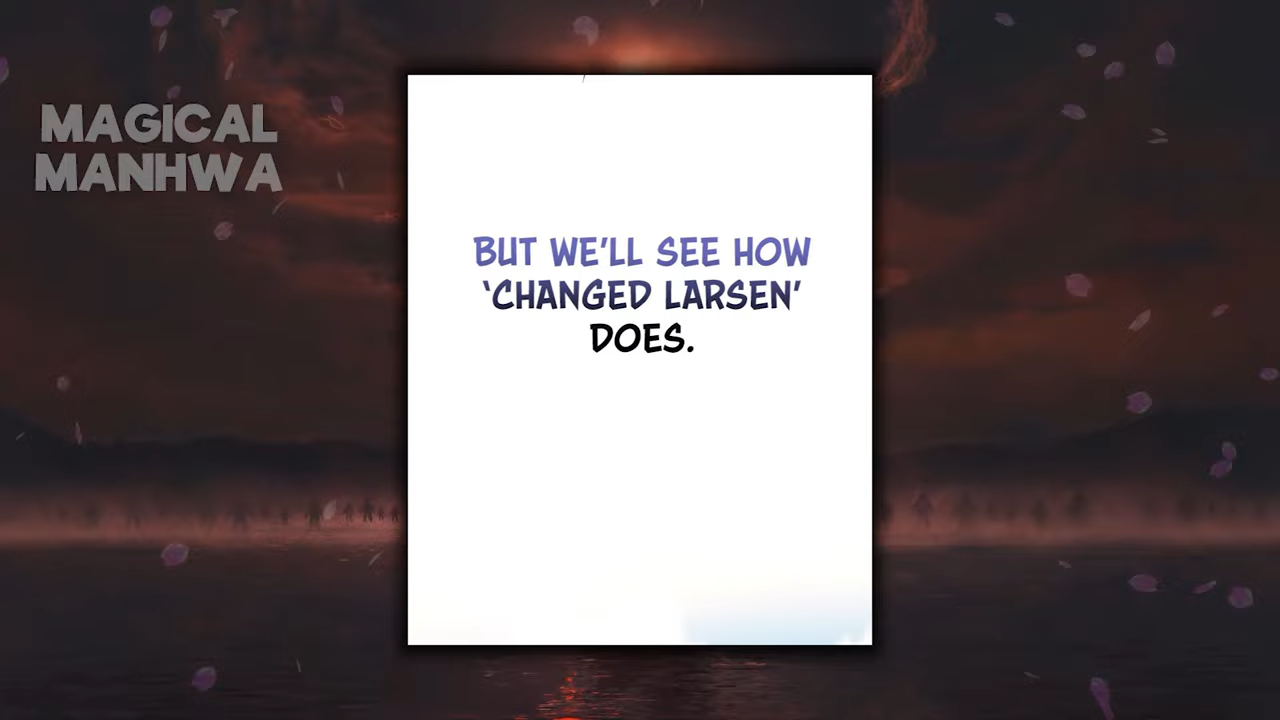 MAGICAL
MANHWA
BUT WE'LL SEE HOW
'CHANGED LARSEN'
DOES.